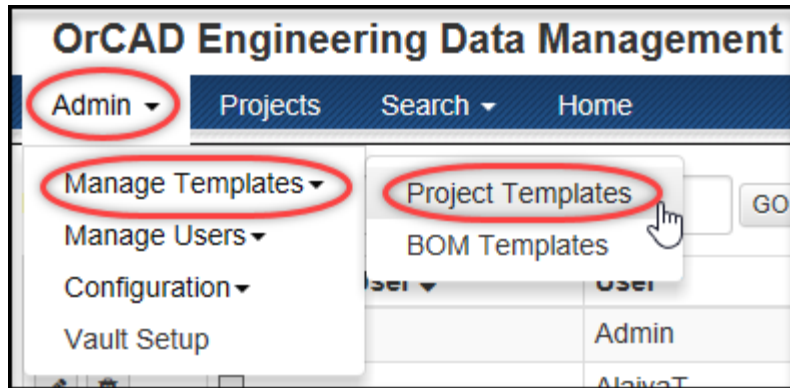 OrCAD Engineering Data Management
Admin Projects Search Home
Manage Templates
Project Templates
GO
Manage Users
BOM Templates
Configuration
User
Vault Setup
Admin